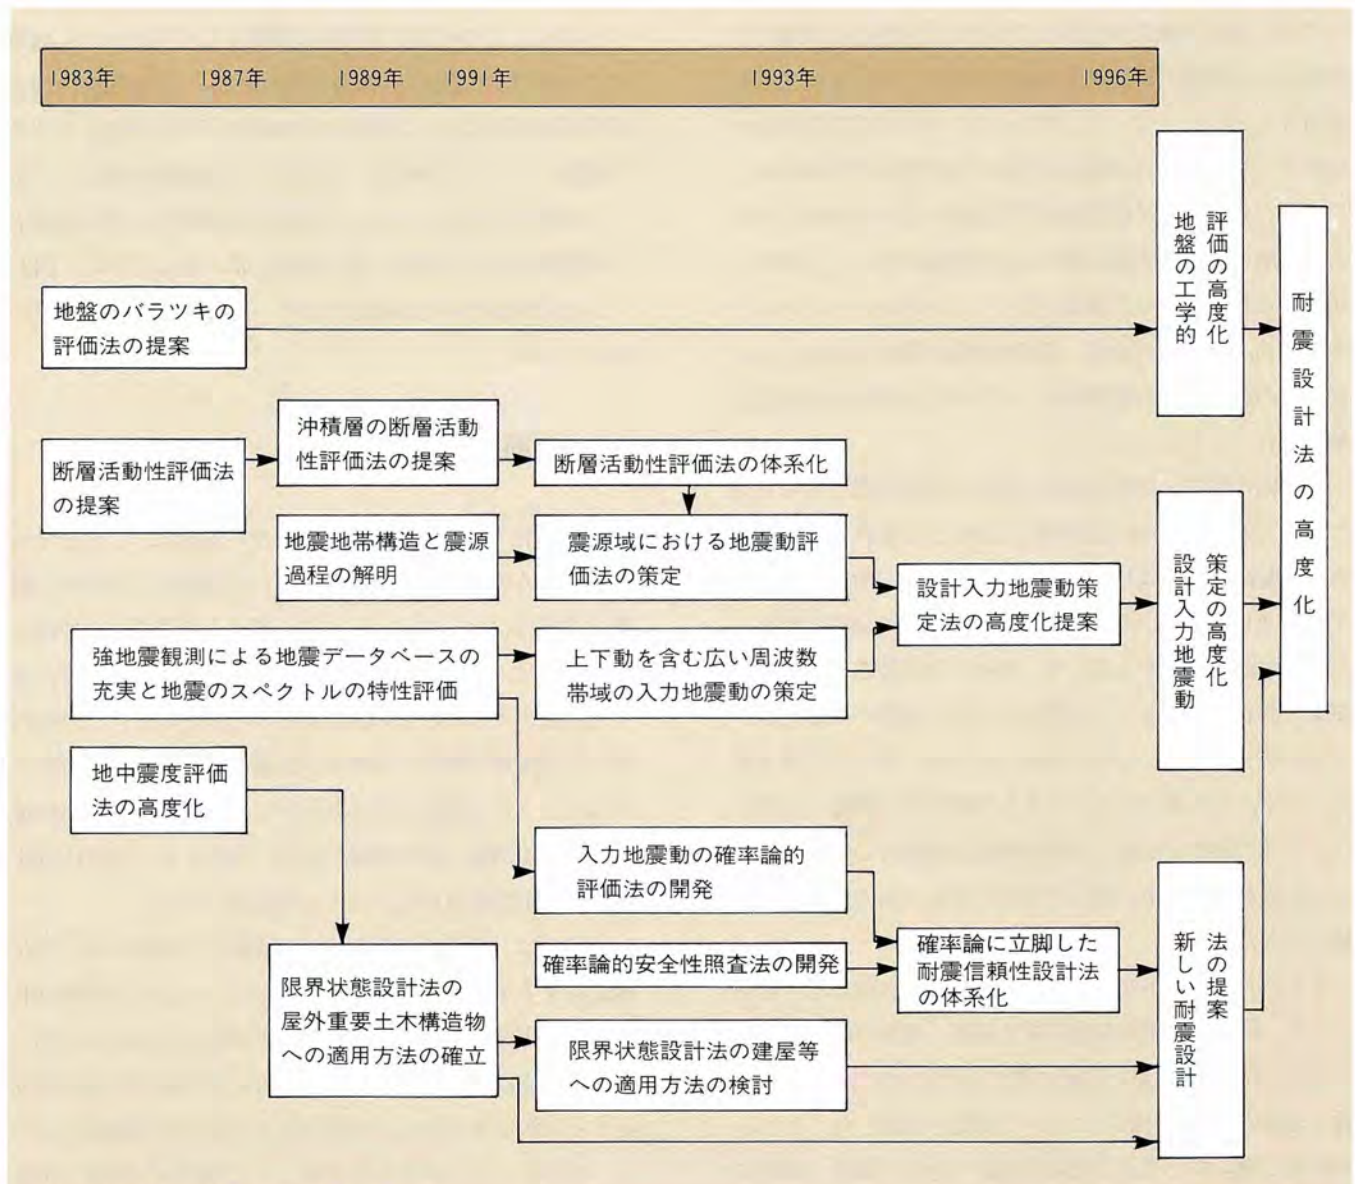 1983年 1987年 1989年 1991年 1993年 1996年
地盤のバラツキの
評価法の提案
地盤の工学的
評価の高度化
耐震設計法の高度化
断層活動性評価法
の提案
沖積層の断層活動
性評価法の提案
断層活動性評価法の体系化
地震地帯構造と震源
過程の解明
震源域における地震動評
価法の策定
設計入力地震動策
定法の高度化提案
設計入力地震動
策定の高度化
強地震観測による地震データベースの
充実と地震のスペクトルの特性評価
上下動を含む広い周波数
帯域の入力地震動の策定
地中震度評価
法の高度化
入力地震動の確率論的
評価法の開発
確率論的安全性照査法の開発
確率論に立脚した
耐震信頼性設計法
の体系化
新しい耐震設計
法の提案
限界状態設計法の
屋外重要土木構造物
への適用方法の確立
限界状態設計法の建屋等
への適用方法の検討